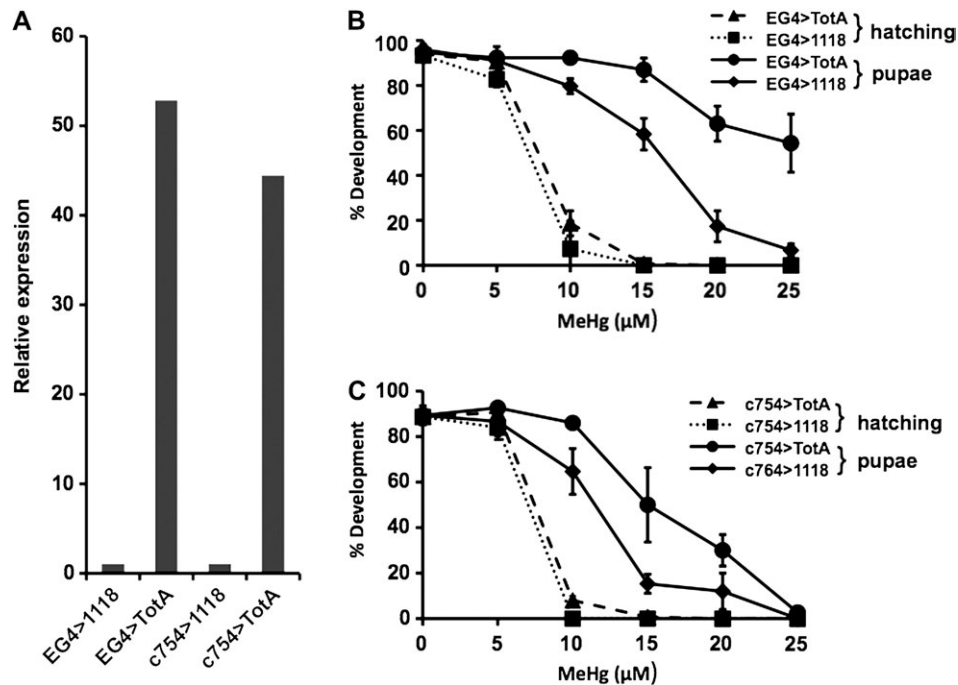 A
60
50
40
30
20
10
0
Relative expression
EG4>1118
EG4>TotA
c754>1118
c754>TotA
B
100
80
60
40
20
0
% Development
0 5 10 15 20 25
MeHg (µM)
EG4>TotA
EG4>1118
hatching
EG4>TotA
EG4>1118
pupae
C
100
80
60
40
20
0
% Development
0 5 10 15 20 25
MeHg (µM)
c754>TotA
c754>1118
hatching
c754>TotA
c764>1118
pupae